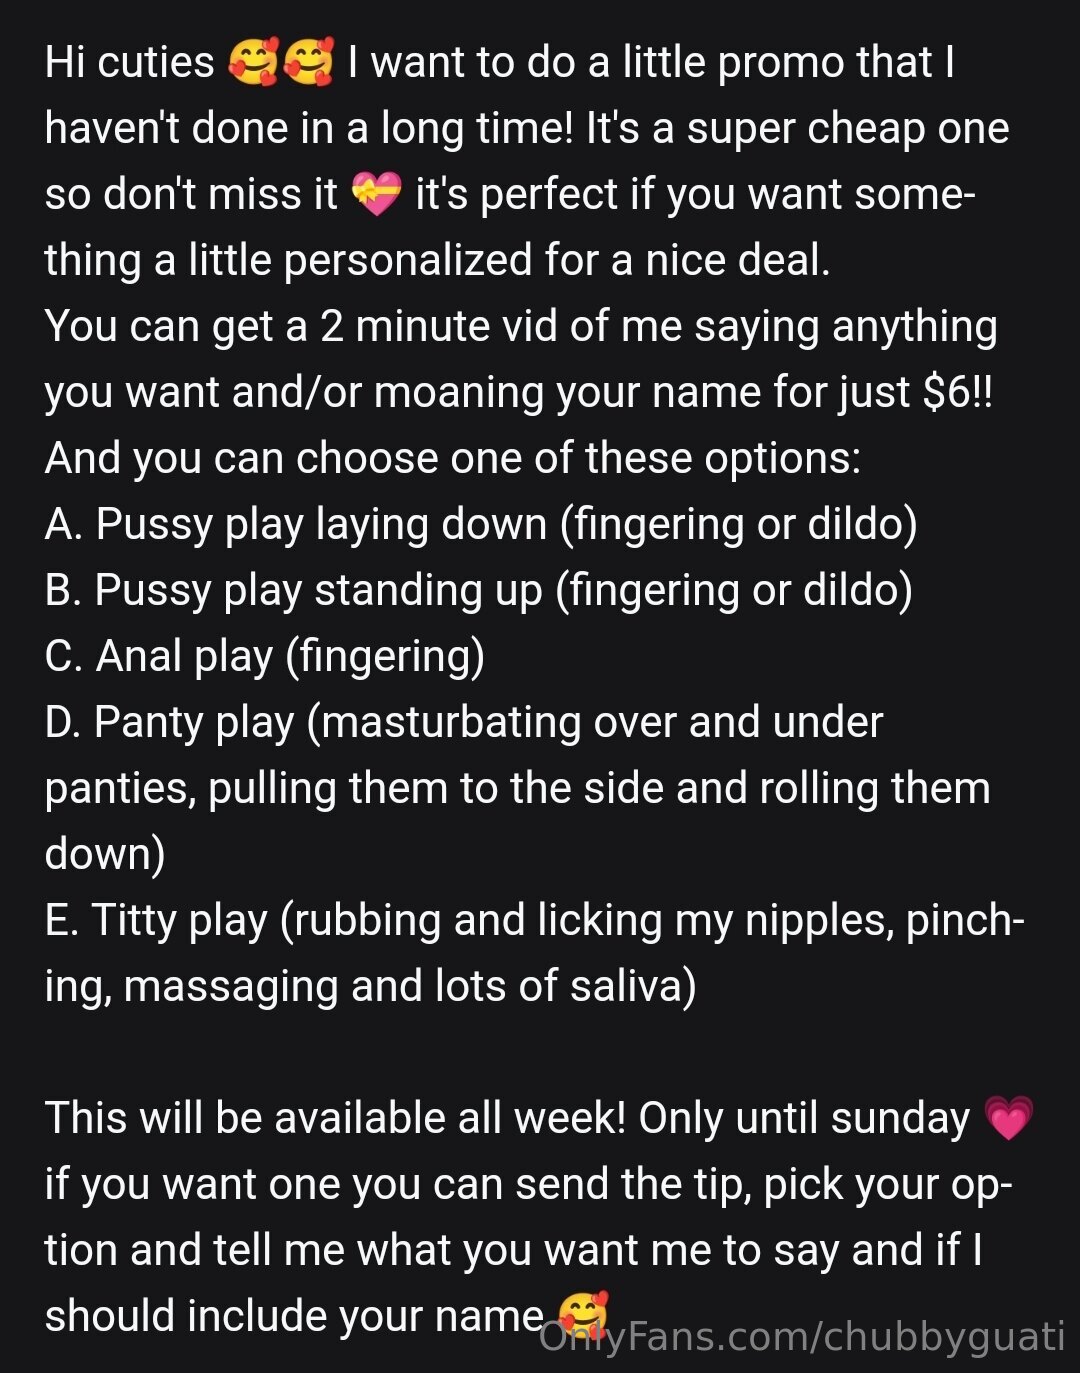 Hi cuties 🥰🥰 I want to do a little promo that I
haven't done in a long time! It's a super cheap one
so don't miss it 💝 it's perfect if you want some-
thing a little personalized for a nice deal.
You can get a 2 minute vid of me saying anything
you want and/or moaning your name for just $6!!
And you can choose one of these options:
A. Pussy play laying down (fingering or dildo)
B. Pussy play standing up (fingering or dildo)
C. Anal play (fingering)
D. Panty play (masturbating over and under
panties, pulling them to the side and rolling them
down)
E. Titty play (rubbing and licking my nipples, pinch-
ing, massaging and lots of saliva)
This will be available all week! Only until sunday 💗
if you want one you can send the tip, pick your op-
tion and tell me what you want me to say and if I
should include your name 🥰
OnlyFans.com/chubbyguati